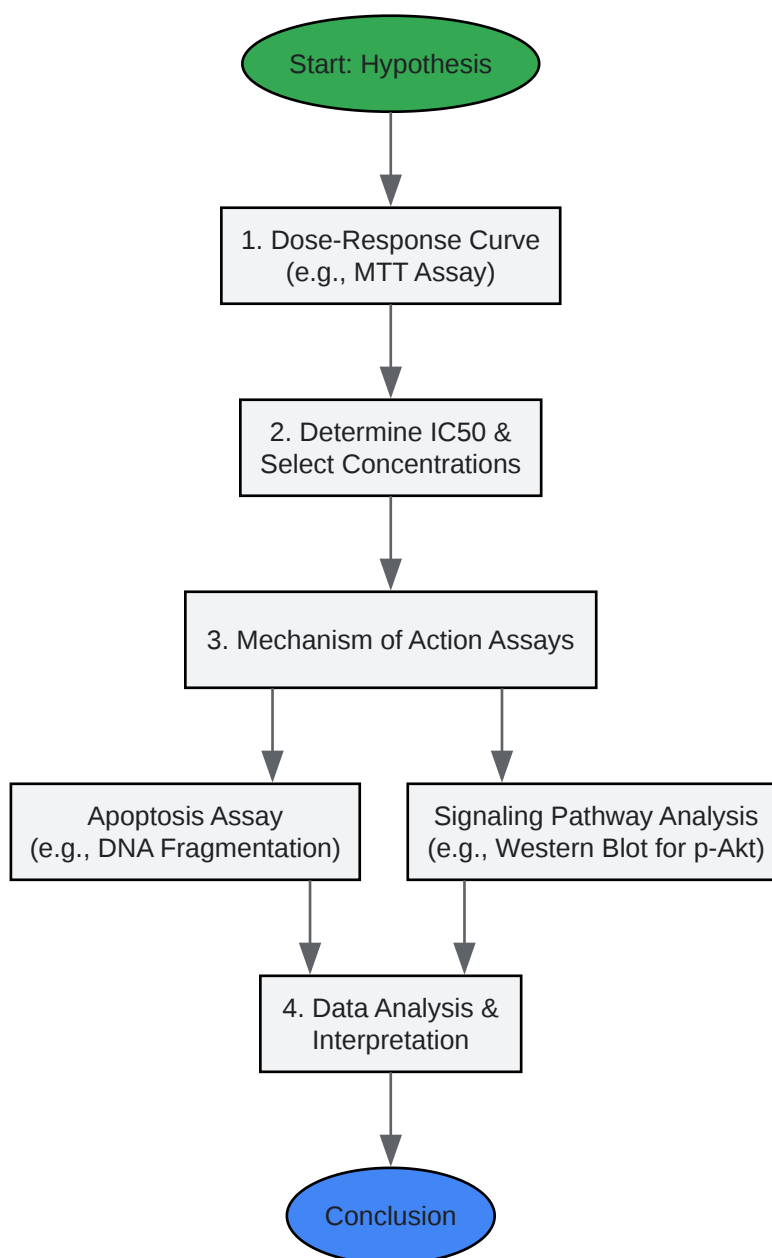 Start: Hypothesis
1. Dose-Response Curve
(e.g., MTT Assay)
2. Determine IC50 &
Select Concentrations
3. Mechanism of Action Assays
Apoptosis Assay
(e.g., DNA Fragmentation)
Signaling Pathway Analysis
(e.g., Western Blot for p-Akt)
4. Data Analysis &
Interpretation
Conclusion